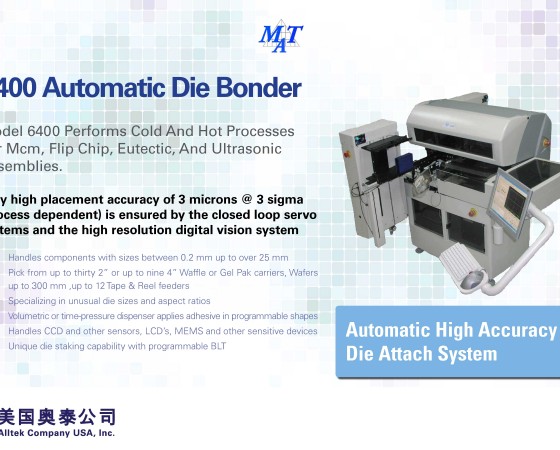 MAT
400 Automatic Die Bonder
odel 6400 Performs Cold And Hot Processes
r Mcm, Flip Chip, Eutectic, And Ultrasonic
ssemblies.
y high placement accuracy of 3 microns @ 3 sigma
ocess dependent) is ensured by the closed loop servo
tems and the high resolution digital vision system
Handles components with sizes between 0.2 mm up to over 25 mm
Pick from up to thirty 2” or up to nine 4” Waffle or Gel Pak carriers, Wafers
up to 300 mm ,up to 12 Tape & Reel feeders
Specializing in unusual die sizes and aspect ratios
Volumetric or time-pressure dispenser applies adhesive in programmable shapes
Handles CCD and other sensors, LCD's, MEMS and other sensitive devices
Unique die staking capability with programmable BLT
Automatic High Accuracy
Die Attach System
美国奥泰公司
Alltek Company USA, Inc.